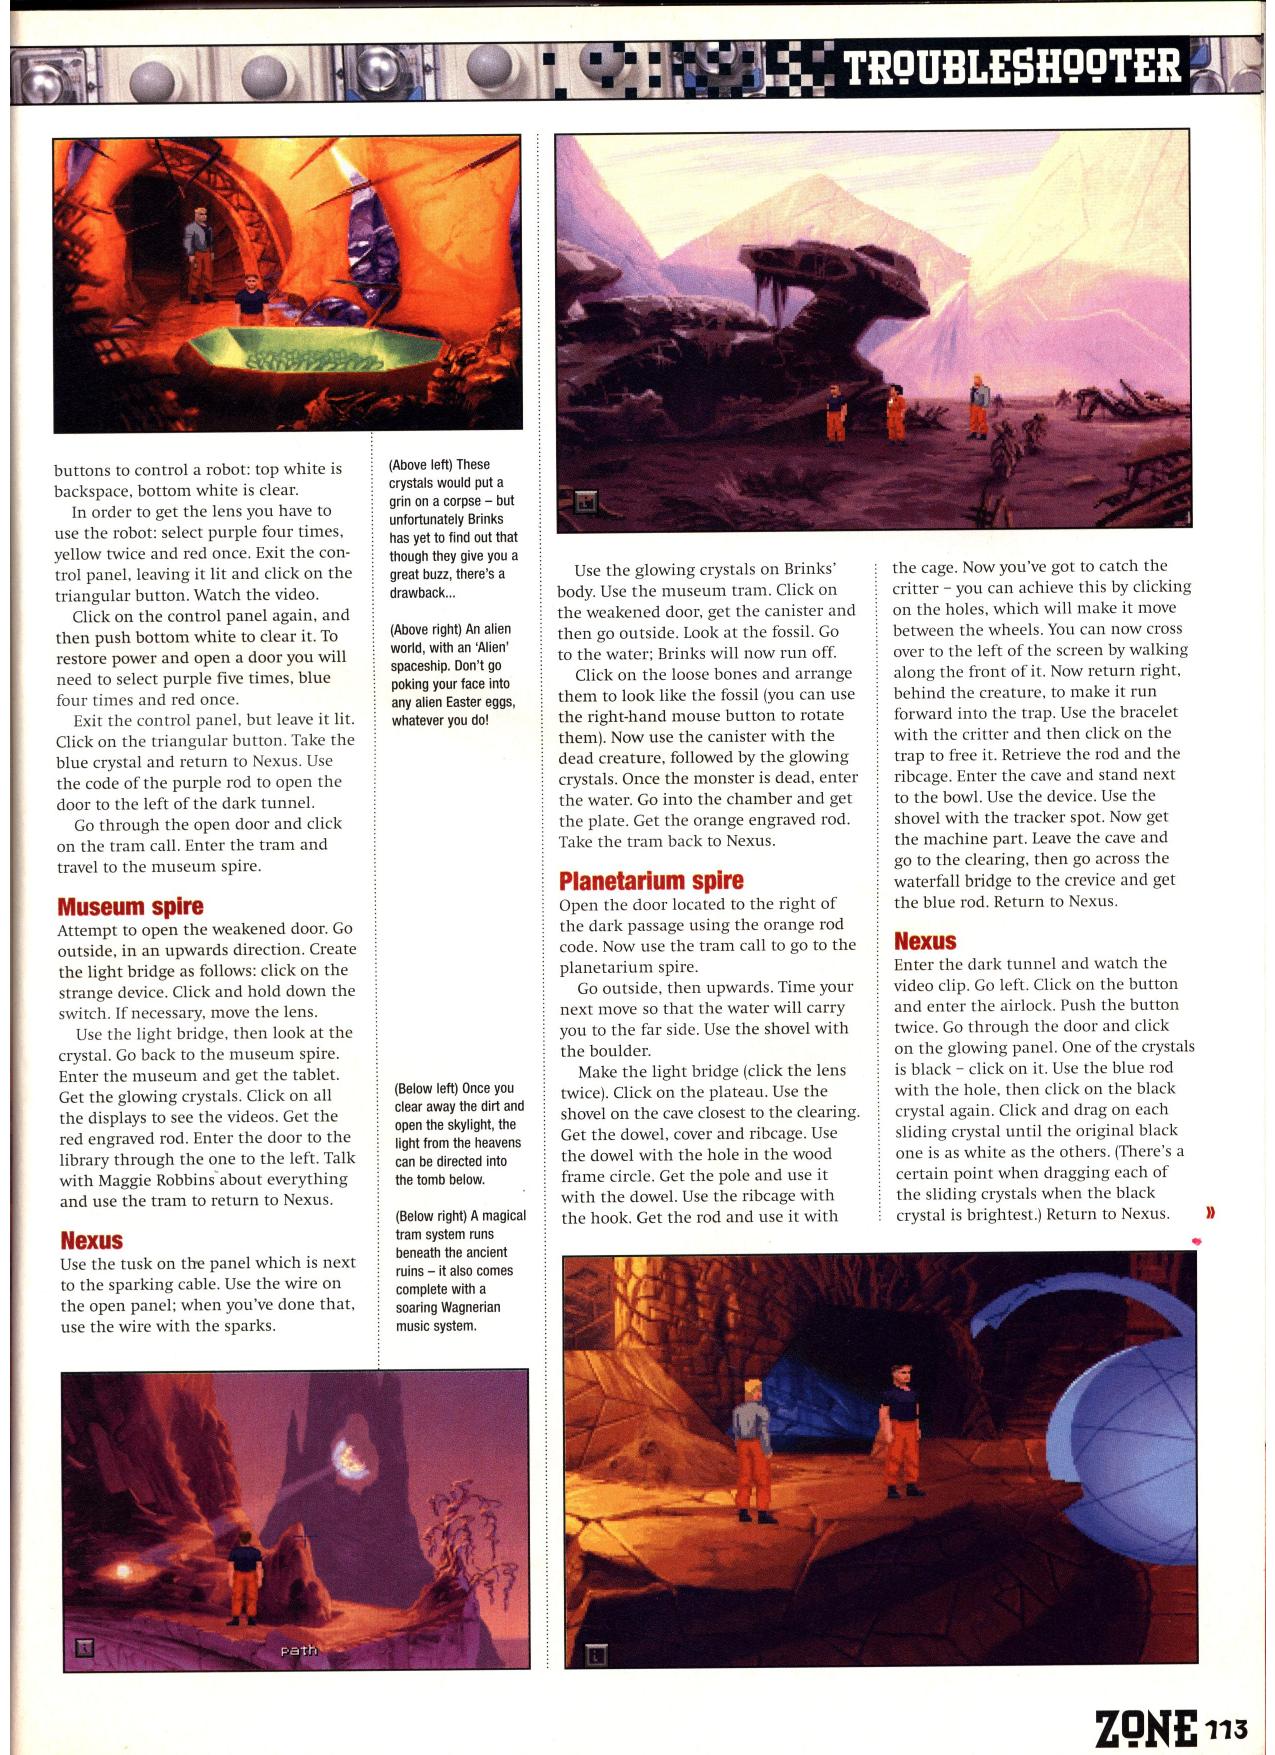 TROUBLESHOOTER
buttons to control a robot: top white is
backspace, bottom white is clear.
In order to get the lens you have to
use the robot: select purple four times,
yellow twice and red once. Exit the con-
trol panel, leaving it lit and click on the
triangular button. Watch the video.
Click on the control panel again, and
then push bottom white to clear it. To
restore power and open a door you will
need to select purple five times, blue
four times and red once.
Exit the control panel, but leave it lit.
Click on the triangular button. Take the
blue crystal and return to Nexus. Use
the code of the purple rod to open the
door to the left of the dark tunnel.
Go through the open door and click
on the tram call. Enter the tram and
travel to the museum spire.
Museum spire
Attempt to open the weakened door. Go
outside, in an upwards direction. Create
the light bridge as follows: click on the
strange device. Click and hold down the
switch. If necessary, move the lens.
Use the light bridge, then look at the
crystal. Go back to the museum spire.
Enter the museum and get the tablet.
Get the glowing crystals. Click on all
the displays to see the videos. Get the
red engraved rod. Enter the door to the
library through the one to the left. Talk
with Maggie Robbins about everything
and use the tram to return to Nexus.
Nexus
Use the tusk on the panel which is next
to the sparking cable. Use the wire on
the open panel; when you've done that,
use the wire with the sparks.
(Above left) These
crystals would put a
grin on a corpse – but
unfortunately Brinks
has yet to find out that
though they give you a
great buzz, there's a
drawback...
(Above right) An alien
world, with an 'Alien'
spaceship. Don't go
poking your face into
any alien Easter eggs,
whatever you do!
(Below left) Once you
clear away the dirt and
open the skylight, the
light from the heavens
can be directed into
the tomb below.
(Below right) A magical
tram system runs
beneath the ancient
ruins – it also comes
complete with a
soaring Wagnerian
music system.
Use the glowing crystals on Brinks'
body. Use the museum tram. Click on
the weakened door, get the canister and
then go outside. Look at the fossil. Go
to the water; Brinks will now run off.
Click on the loose bones and arrange
them to look like the fossil (you can use
the right-hand mouse button to rotate
them). Now use the canister with the
dead creature, followed by the glowing
crystals. Once the monster is dead, enter
the water. Go into the chamber and get
the plate. Get the orange engraved rod.
Take the tram back to Nexus.
Planetarium spire
Open the door located to the right of
the dark passage using the orange rod
code. Now use the tram call to go to the
planetarium spire.
Go outside, then upwards. Time your
next move so that the water will carry
you to the far side. Use the shovel with
the boulder.
Make the light bridge (click the lens
twice). Click on the plateau. Use the
shovel on the cave closest to the clearing.
Get the dowel, cover and ribcage. Use
the dowel with the hole in the wood
frame circle. Get the pole and use it
with the dowel. Use the ribcage with
the hook. Get the rod and use it with
the cage. Now you've got to catch the
critter – you can achieve this by clicking
on the holes, which will make it move
between the wheels. You can now cross
over to the left of the screen by walking
along the front of it. Now return right,
behind the creature, to make it run
forward into the trap. Use the bracelet
with the critter and then click on the
trap to free it. Retrieve the rod and the
ribcage. Enter the cave and stand next
to the bowl. Use the device. Use the
shovel with the tracker spot. Now get
the machine part. Leave the cave and
go to the clearing, then go across the
waterfall bridge to the crevice and get
the blue rod. Return to Nexus.
Nexus
Enter the dark tunnel and watch the
video clip. Go left. Click on the button
and enter the airlock. Push the button
twice. Go through the door and click
on the glowing panel. One of the crystals
is black – click on it. Use the blue rod
with the hole, then click on the black
crystal again. Click and drag on each
sliding crystal until the original black
one is as white as the others. (There's a
certain point when dragging each of
the sliding crystals when the black
crystal is brightest.) Return to Nexus. »
i
i
path
i
ZONE 113